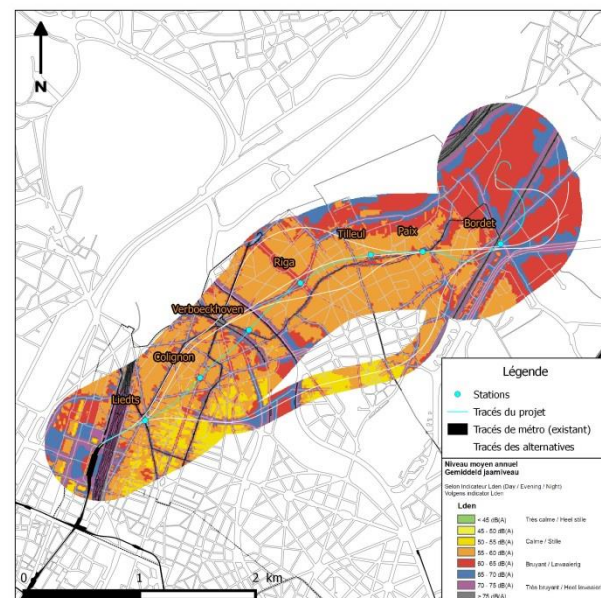 N
Bordet
Paix
Tilleul
Riga
Verboeckhoven
Colignon
Liedts
Légende
Stations
Tracés du projet
Tracés de métro (existant)
Tracés des alternatives
Niveau moyen annuel
Gemiddeld jaarniveau
Selon indicateur Lden (Day / Evening / Night)
Volgens indicator Lden
Lden
< 45 dB(A) Très calme / Heel stille
45 - 50 dB(A)
50 - 55 dB(A) Calme / Stille
55 - 60 dB(A)
60 - 65 dB(A) Bruyant / Lawaaierig
65 - 70 dB(A)
70 - 75 dB(A) Très bruyant / Heel lawaaierig
> 75 dB(A)
0 1 2 km